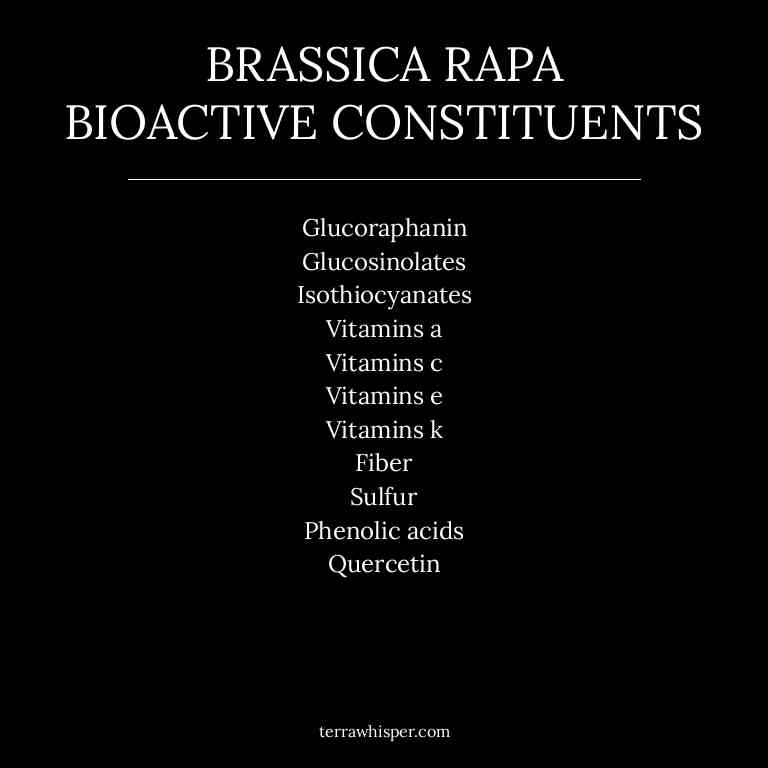 BRASSICA RAPA
BIOACTIVE CONSTITUENTS
Glucoraphanin
Glucosinolates
Isothiocyanates
Vitamins a
Vitamins c
Vitamins e
Vitamins k
Fiber
Sulfur
Phenolic acids
Quercetin
terrawhisper.com